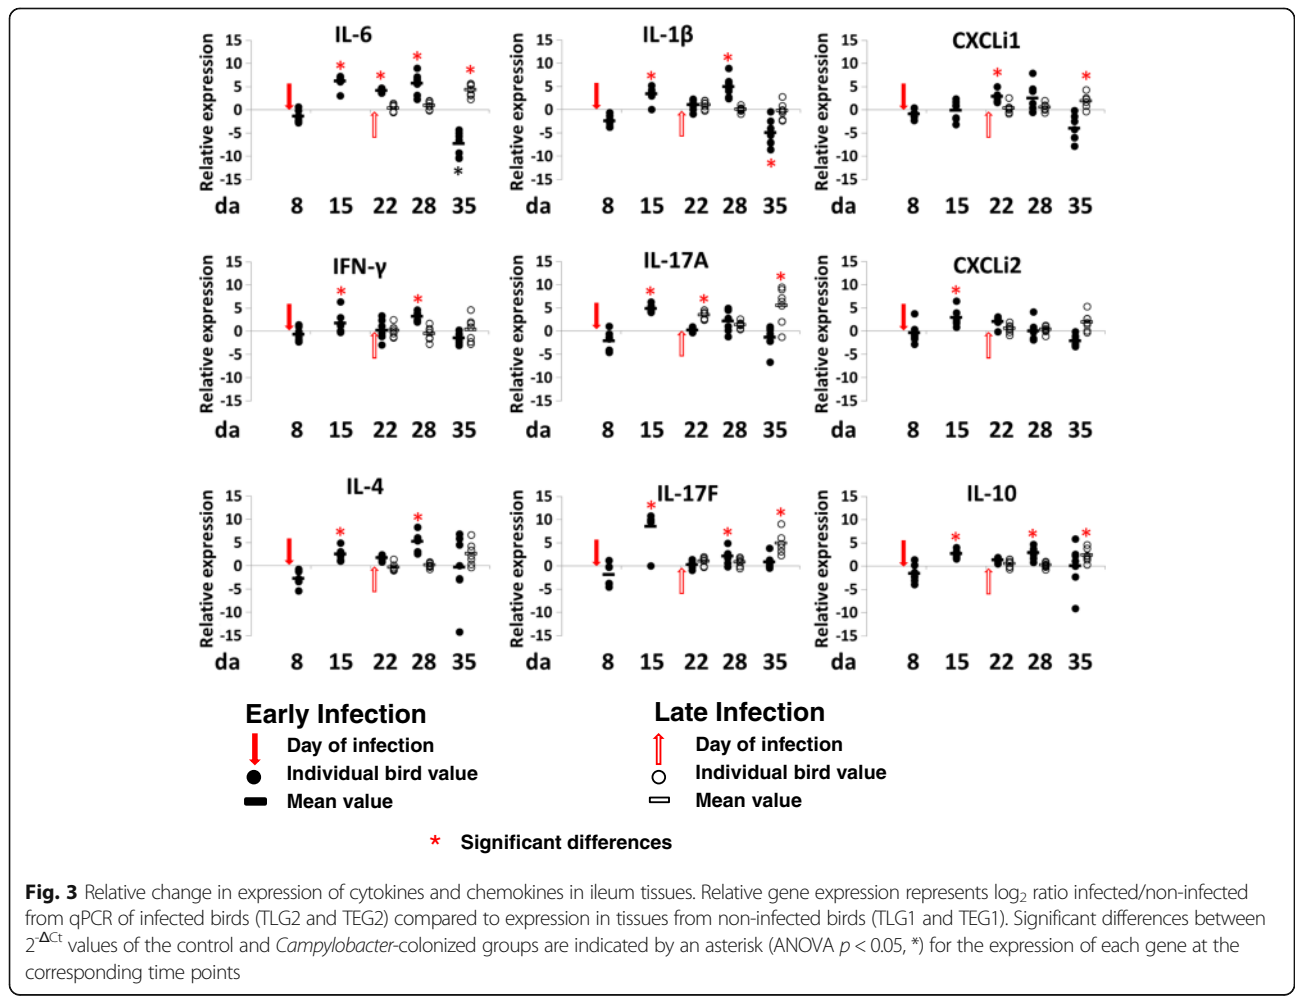 IL-6
IL-1β
CXCLi1
Relative expression
15
10
5
0
-5
-10
-15
Relative expression
15
10
5
0
-5
-10
-15
Relative expression
15
10
5
0
-5
-10
-15
* * * * *
* * *
* *
da 8 15 22 28 35
8 15 22 28 35
8 15 22 28 35
IFN-γ
IL-17A
CXCLi2
Relative expression
15
10
5
0
-5
-10
-15
Relative expression
15
10
5
0
-5
-10
-15
Relative expression
15
10
5
0
-5
-10
-15
* *
* * *
*
da 8 15 22 28 35
8 15 22 28 35
8 15 22 28 35
IL-4
IL-17F
IL-10
Relative expression
15
10
5
0
-5
-10
-15
Relative expression
15
10
5
0
-5
-10
-15
Relative expression
15
10
5
0
-5
-10
-15
* *
* * *
* * *
da 8 15 22 28 35
8 15 22 28 35
8 15 22 28 35
Early Infection
Day of infection
Individual bird value
Mean value
Late Infection
Day of infection
Individual bird value
Mean value
* Significant differences
Fig. 3 Relative change in expression of cytokines and chemokines in ileum tissues. Relative gene expression represents log2 ratio infected/non-infected
from qPCR of infected birds (TLG2 and TEG2) compared to expression in tissues from non-infected birds (TLG1 and TEG1). Significant differences between
2-ΔCt values of the control and Campylobacter-colonized groups are indicated by an asterisk (ANOVA p < 0.05, *) for the expression of each gene at the
corresponding time points